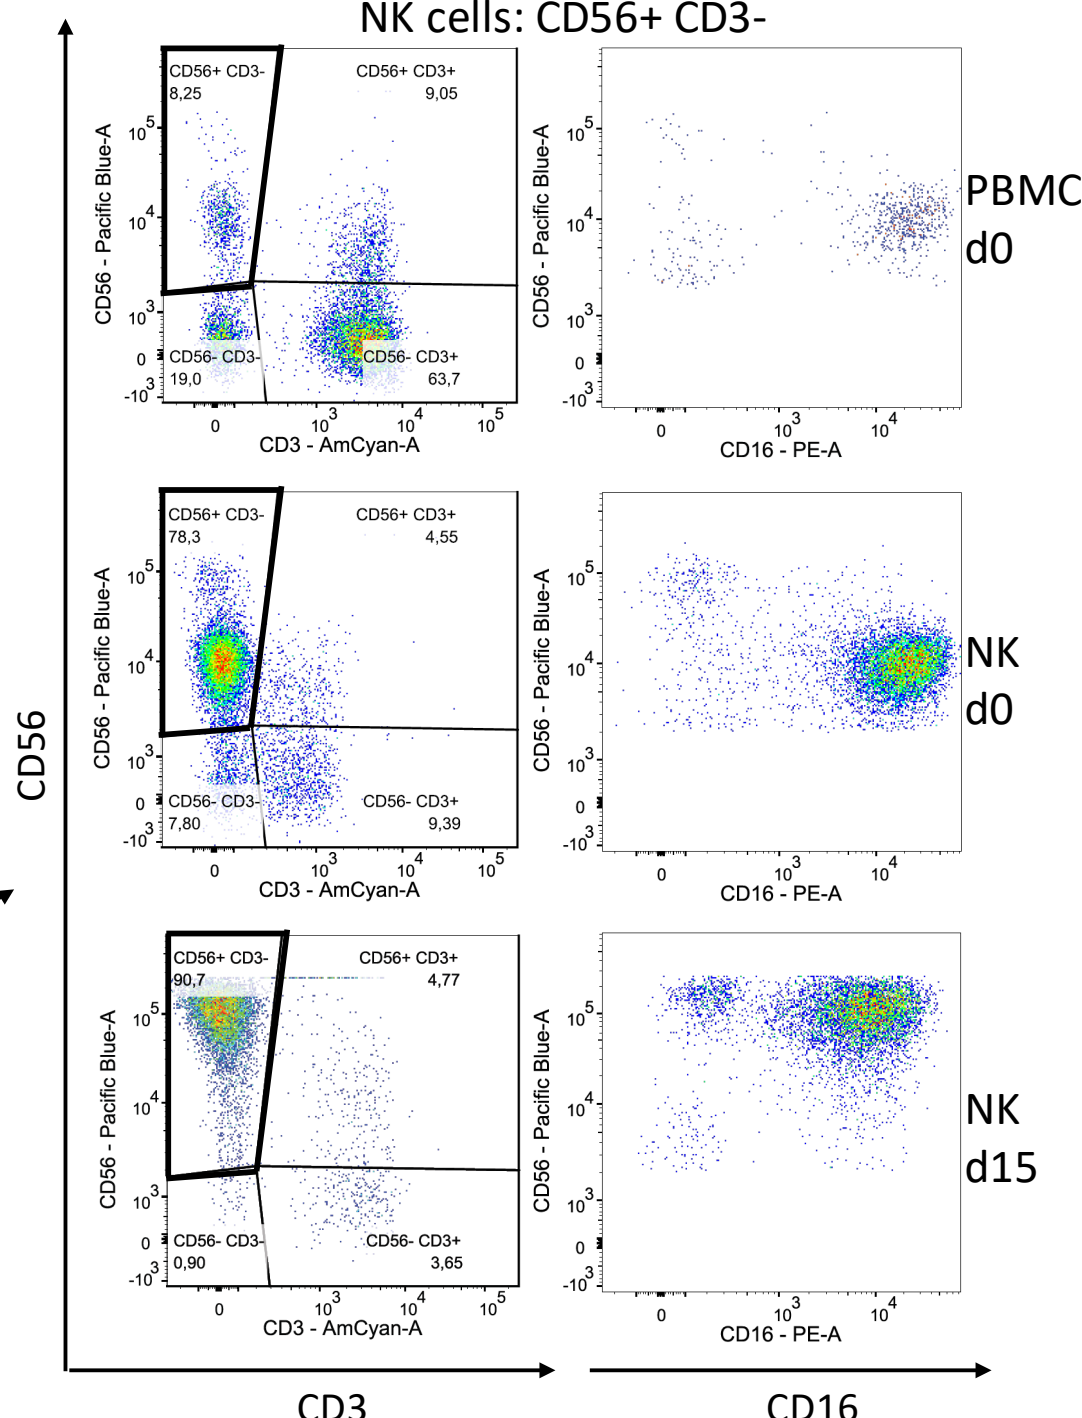 NK cells: CD56+ CD3-
CD56
CD56+ CD3-
8,25
CD56+ CD3+
9,05
CD56- CD3-
19,0
CD56- CD3+
63,7
CD56 - Pacific Blue-A
10^5
10^4
10^3
0
-10^3
0
10^3
10^4
10^5
CD3 - AmCyan-A
CD56 - Pacific Blue-A
10^5
10^4
10^3
0
-10^3
0
10^3
10^4
CD16 - PE-A
PBMC
d0
CD56+ CD3-
78,3
CD56+ CD3+
4,55
CD56- CD3-
7,80
CD56- CD3+
9,39
CD56 - Pacific Blue-A
10^5
10^4
10^3
0
-10^3
0
10^3
10^4
10^5
CD3 - AmCyan-A
CD56 - Pacific Blue-A
10^5
10^4
10^3
0
-10^3
0
10^3
10^4
CD16 - PE-A
NK
d0
CD56+ CD3-
90,7
CD56+ CD3+
4,77
CD56- CD3-
0,90
CD56- CD3+
3,65
CD56 - Pacific Blue-A
10^5
10^4
10^3
0
-10^3
0
10^3
10^4
10^5
CD3 - AmCyan-A
CD56 - Pacific Blue-A
10^5
10^4
10^3
0
-10^3
0
10^3
10^4
CD16 - PE-A
NK
d15
CD3
CD16